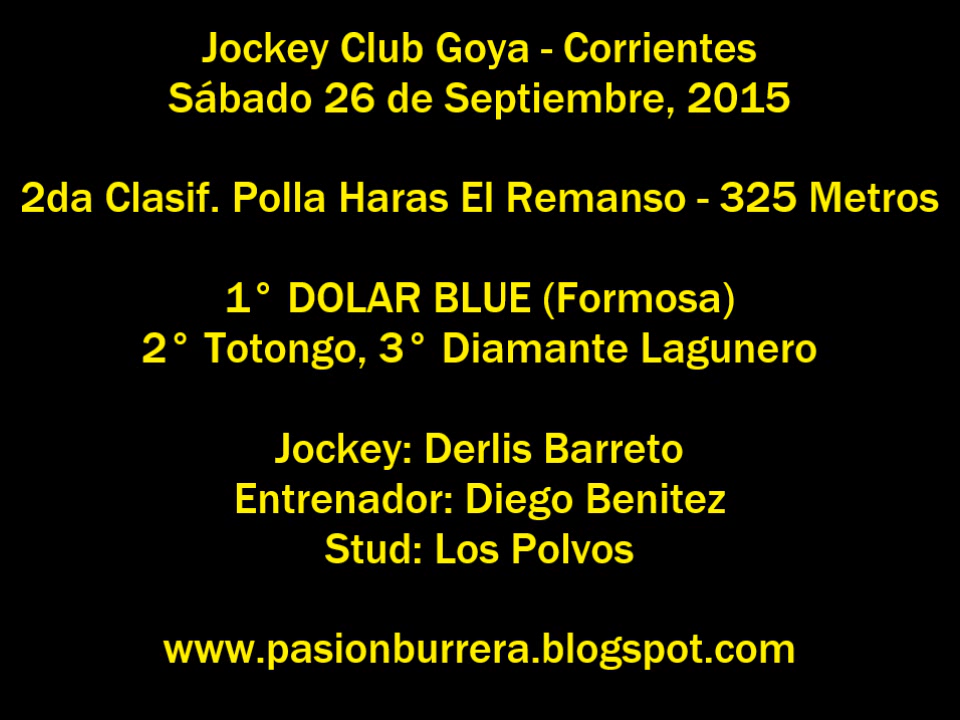 Jockey Club Goya - Corrientes
Sábado 26 de Septiembre, 2015
2da Clasif. Polla Haras El Remanso - 325 Metros
1° DOLAR BLUE (Formosa)
2° Totongo, 3° Diamante Lagunero
Jockey: Derlis Barreto
Entrenador: Diego Benitez
Stud: Los Polvos
www.pasionburrera.blogspot.com